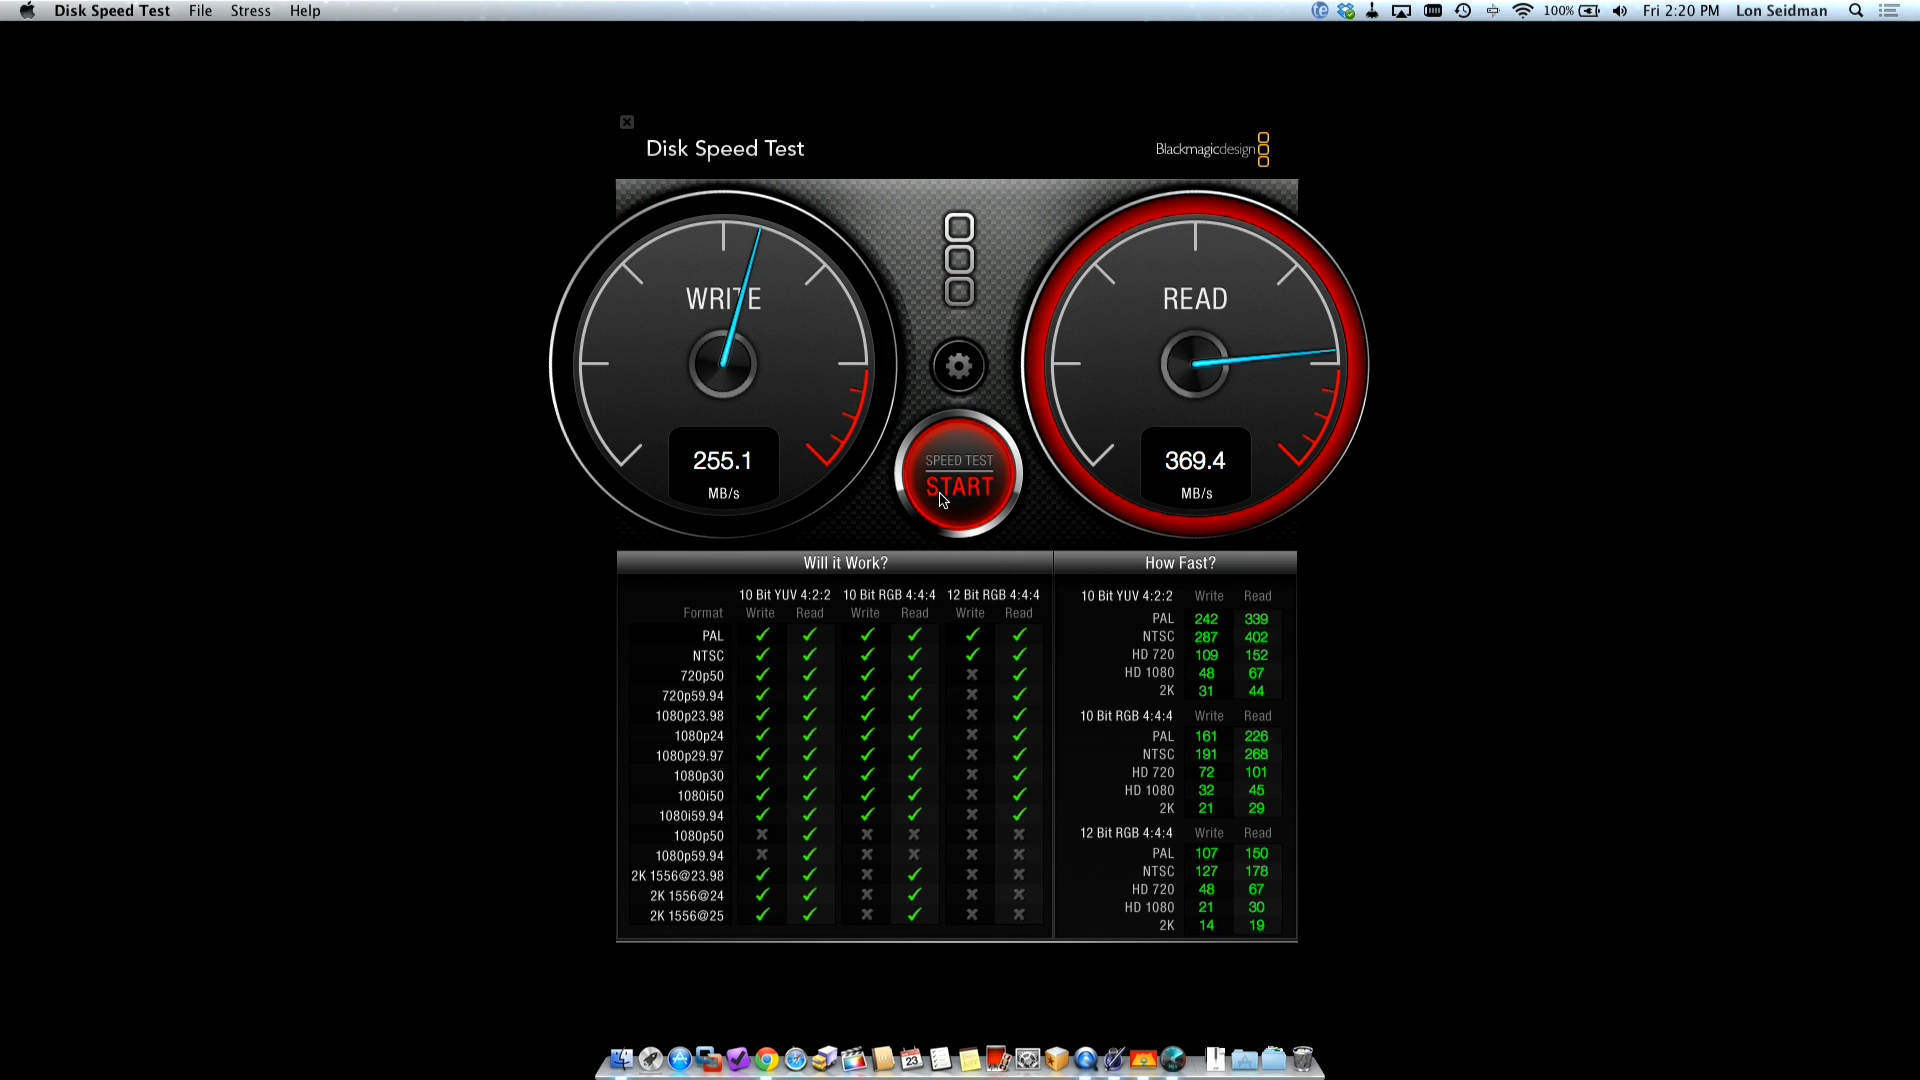 Disk Speed Test File Stress Help 100% Fri 2:20 PM Lon Seidman
Disk Speed Test
Blackmagicdesign
WRITE
READ
255.1
MB/s
SPEED TEST
START
369.4
MB/s
Will it Work?
How Fast?
10 Bit YUV 4:2:2 10 Bit RGB 4:4:4 12 Bit RGB 4:4:4
Format Write Read Write Read Write Read
PAL
NTSC
720p50
720p59.94
1080p23.98
1080p24
1080p29.97
1080p30
1080i50
1080i59.94
1080p50
1080p59.94
2K 1556@23.98
2K 1556@24
2K 1556@25
10 Bit YUV 4:2:2 Write Read
PAL 242 339
NTSC 287 402
HD 720 109 152
HD 1080 48 67
2K 31 44
10 Bit RGB 4:4:4 Write Read
PAL 161 226
NTSC 191 268
HD 720 72 101
HD 1080 32 45
2K 21 29
12 Bit RGB 4:4:4 Write Read
PAL 107 150
NTSC 127 178
HD 720 48 67
HD 1080 21 30
2K 14 19
23